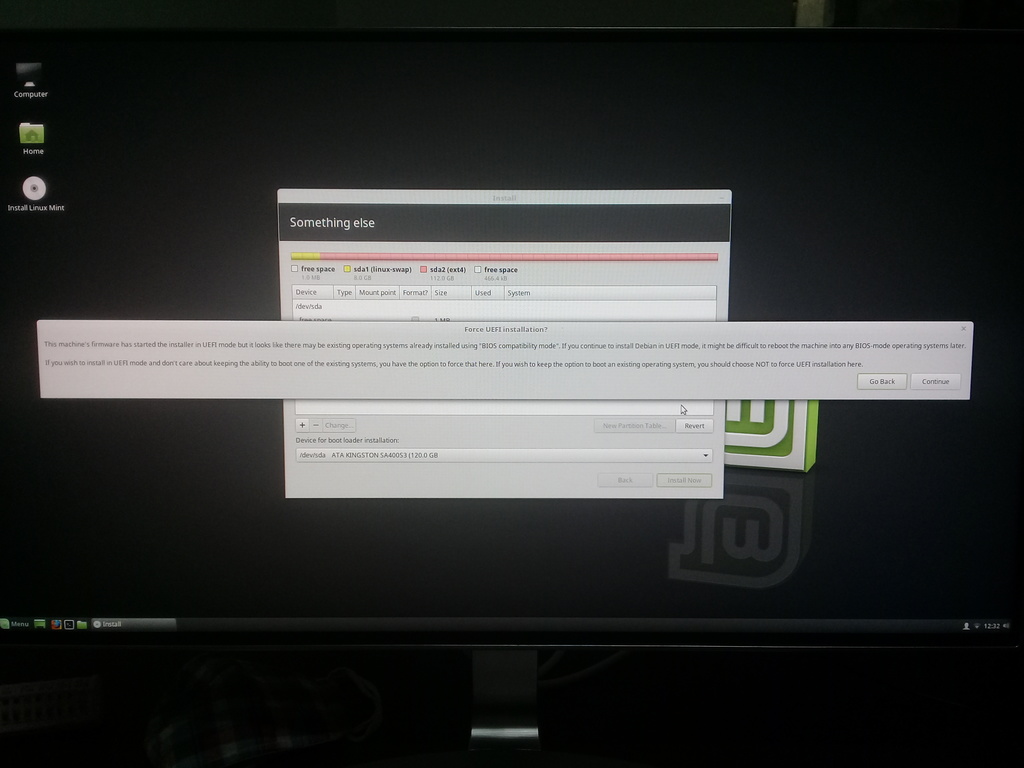 Computer
Home
Install Linux Mint
Install
Something else
free space sda1 (linux-swap) sda2 (ext4) free space
1.0 MB 8.0 GB 112.0 GB 466.4 kB
Device Type Mount point Format? Size Used System
/dev/sda
free space 1 MB
Force UEFI installation?
This machine's firmware has started the installer in UEFI mode but it looks like there may be existing operating systems already installed using "BIOS compatibility mode". If you continue to install Debian in UEFI mode, it might be difficult to reboot the machine into any BIOS-mode operating systems later.
If you wish to install in UEFI mode and don't care about keeping the ability to boot one of the existing systems, you have the option to force that here. If you wish to keep the option to boot an existing operating system, you should choose NOT to force UEFI installation here.
Go Back Continue
+ − Change... New Partition Table... Revert
Device for boot loader installation:
/dev/sda ATA KINGSTON SA400S3 (120.0 GB
Back Install Now
Menu Install 12:32